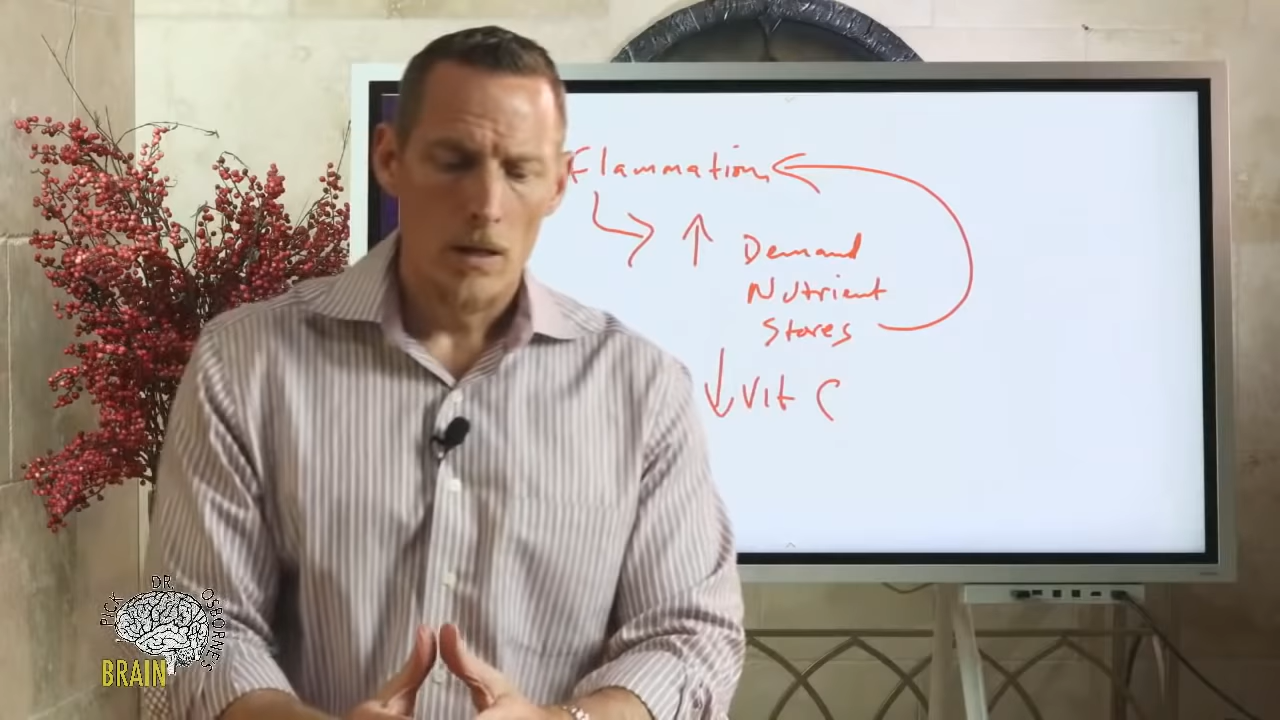 flammation
↑ Demand
Nutrient
Stores
↓ Vit C
PICK DR. OSBORNE'S
BRAIN